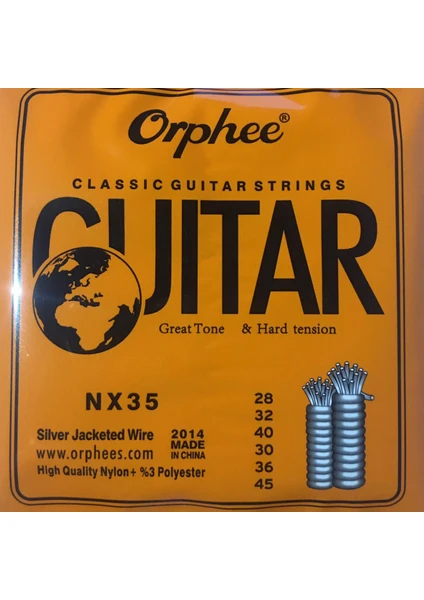 Orphee®
CLASSIC GUITAR STRINGS
GUITAR
Great Tone & Hard tension
NX35
Silver Jacketed Wire
www.orphees.com
High Quality Nylon+ %3 Polyester
2014
MADE
IN CHINA
28
32
40
30
36
45